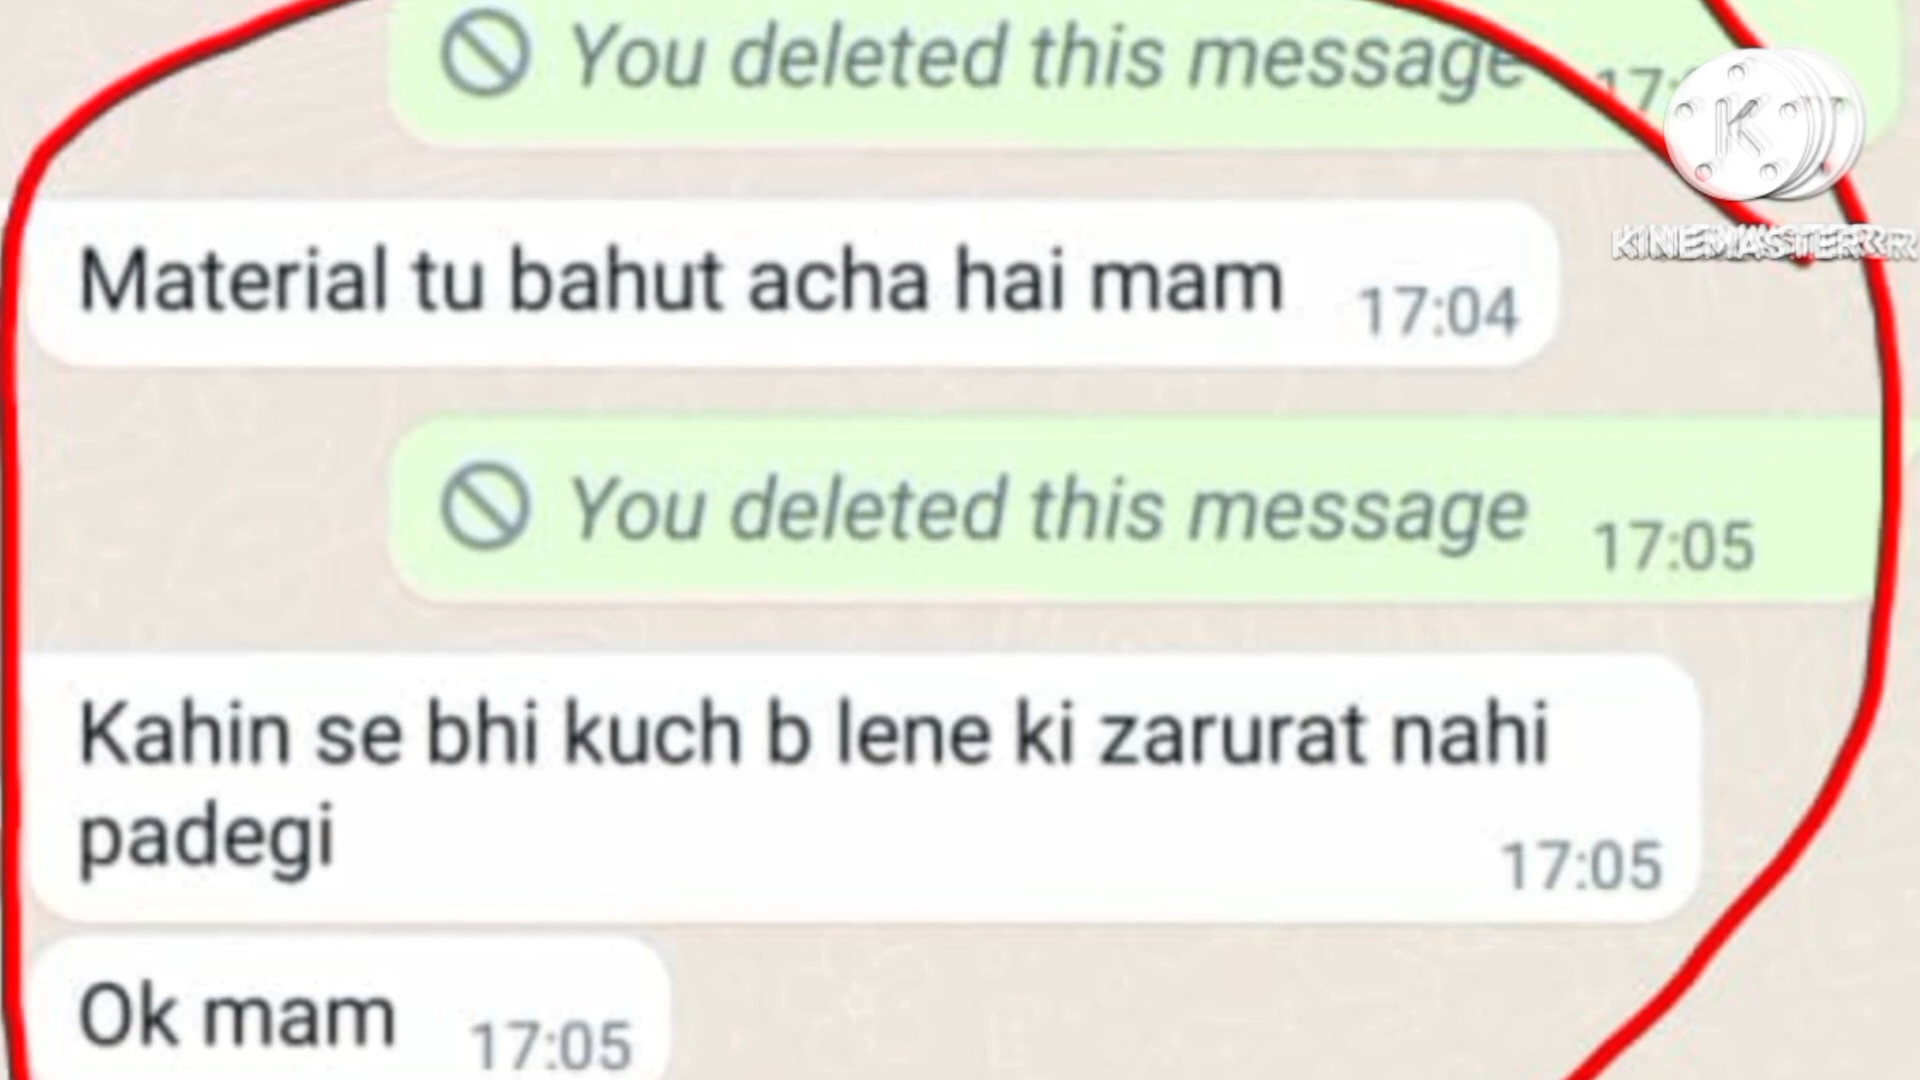 You deleted this message
Material tu bahut acha hai mam 17:04
You deleted this message 17:05
Kahin se bhi kuch b lene ki zarurat nahi
padegi 17:05
Ok mam 17:05